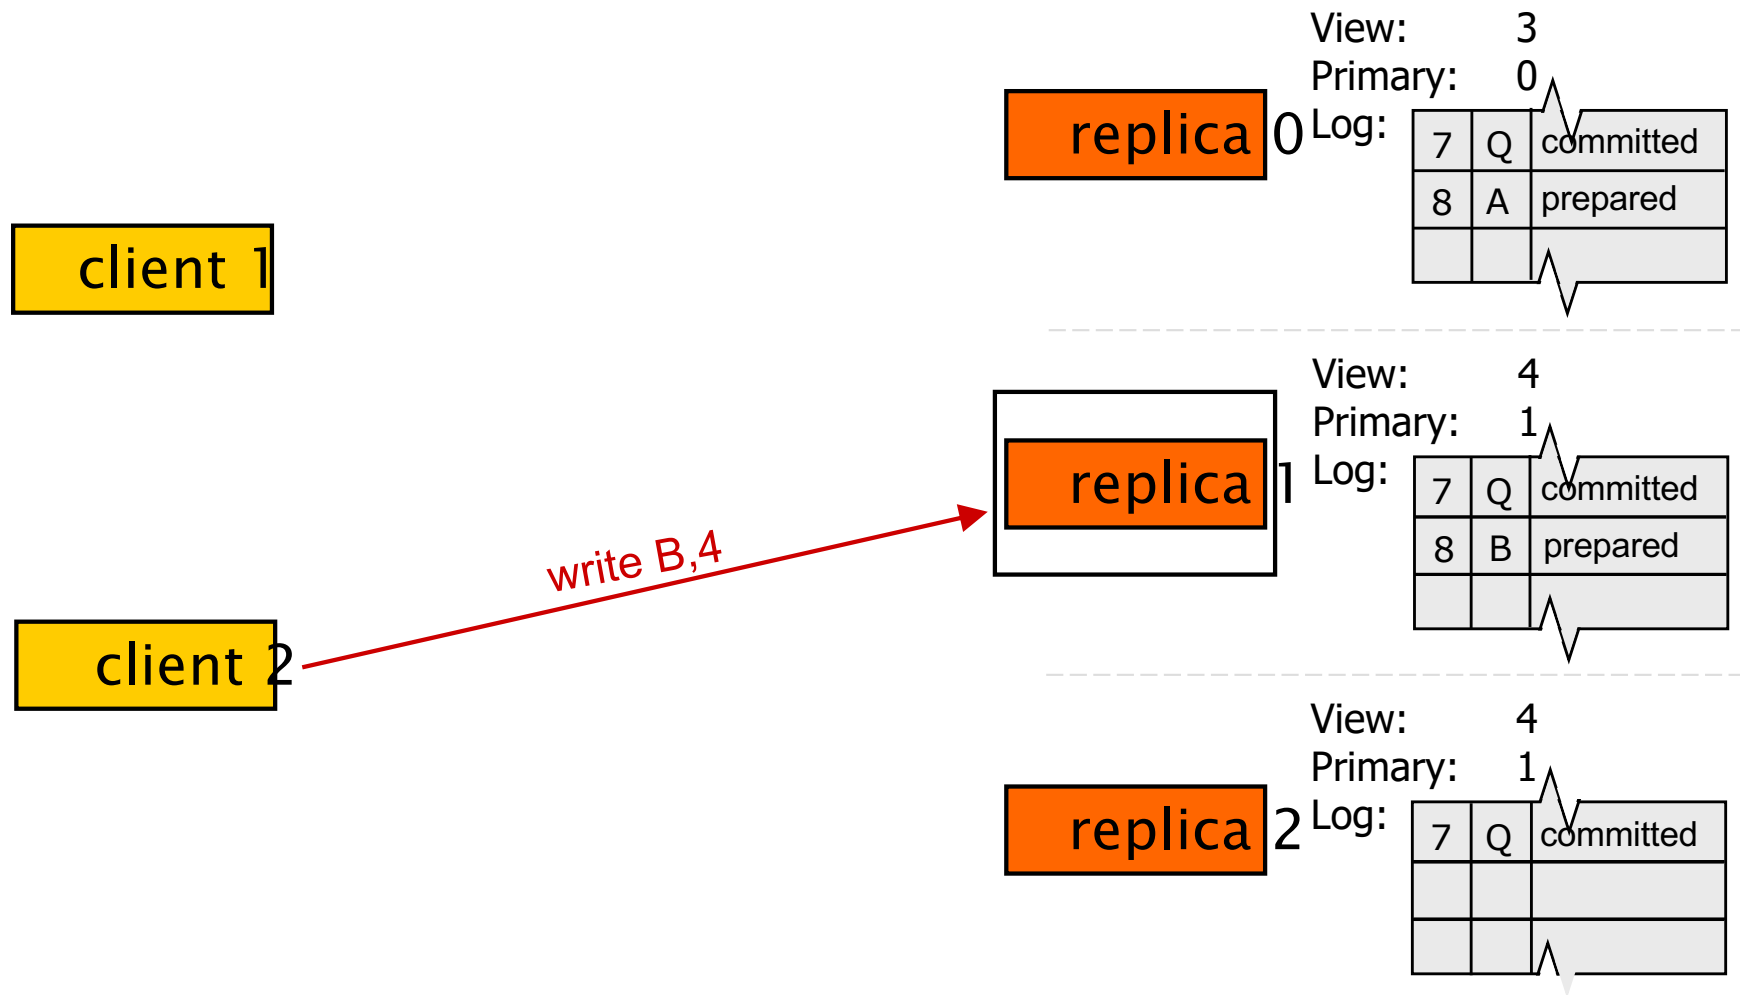 View: 3
Primary: 0
replica 0
Log:
7 Q committed
8 A prepared
client 1
View: 4
Primary: 1
replica 1
Log:
7 Q committed
8 B prepared
write B,4
client 2
View: 4
Primary: 1
replica 2
Log:
7 Q committed